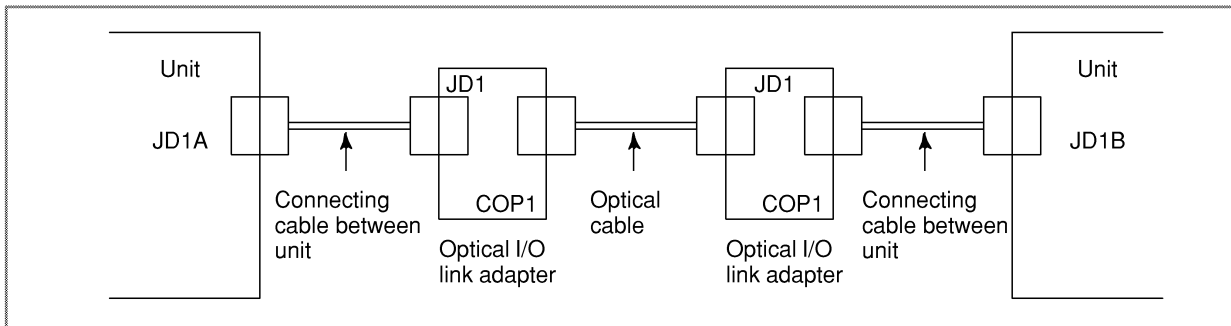 Unit
JD1A
Connecting
cable between
unit
JD1
COP1
Optical I/O
link adapter
Optical
cable
JD1
COP1
Optical I/O
link adapter
Connecting
cable between
unit
Unit
JD1B